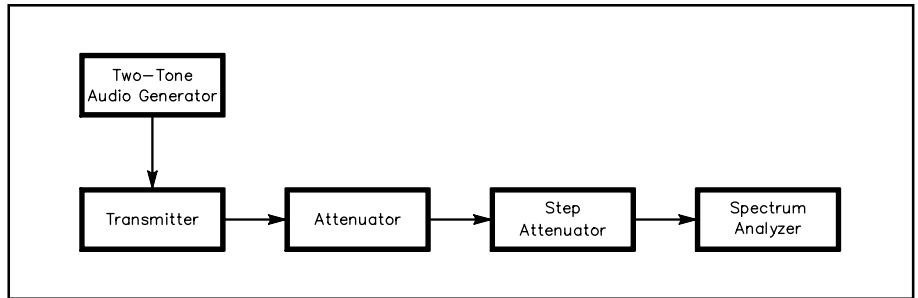 Two-Tone
Audio Generator
Transmitter
Attenuator
Step
Attenuator
Spectrum
Analyzer